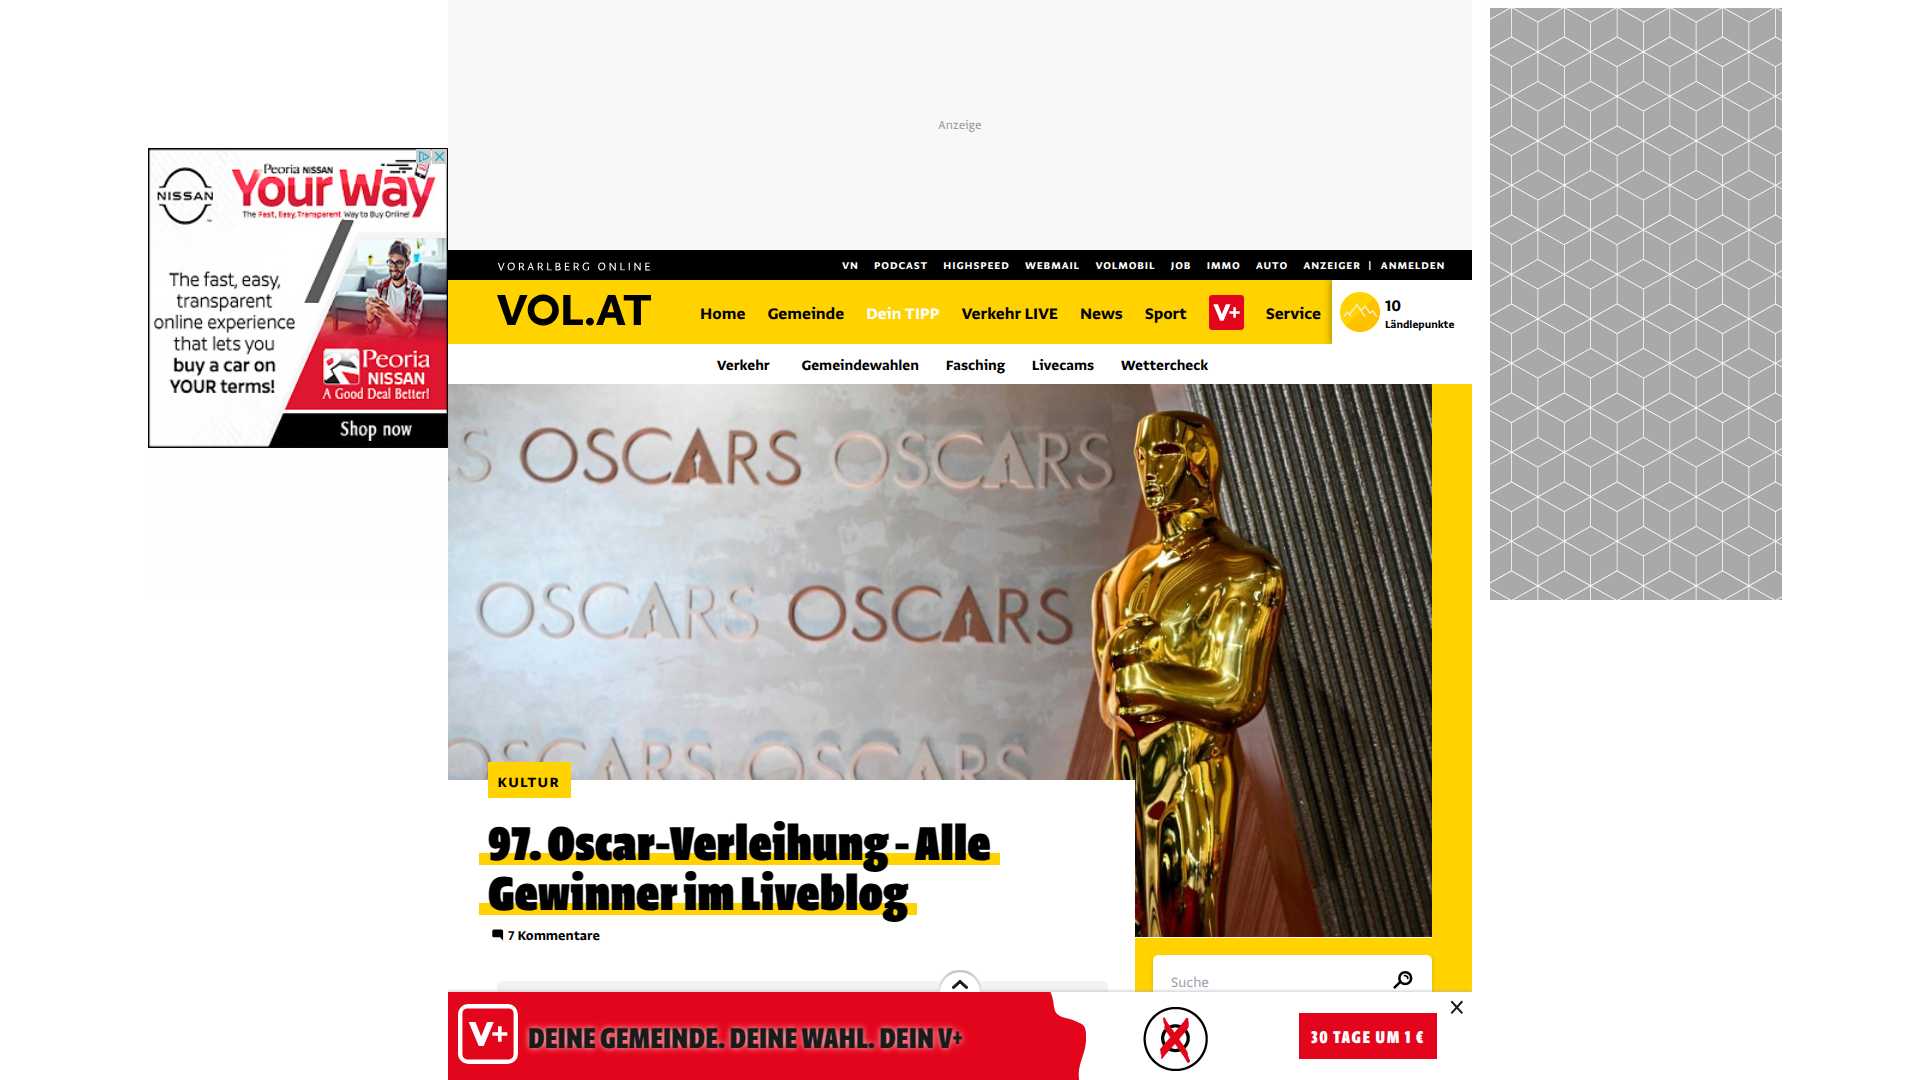 Anzeige
NISSAN
Peoria NISSAN
Your Way
The Fast, Easy, Transparent Way to Buy Online!
The fast, easy,
transparent
online experience
that lets you
buy a car on
YOUR terms!
Peoria
NISSAN
A Good Deal Better!
Shop now
VORARLBERG ONLINE
VN PODCAST HIGHSPEED WEBMAIL VOLMOBIL JOB IMMO AUTO ANZEIGER | ANMELDEN
VOL.AT
Home Gemeinde Dein TIPP Verkehr LIVE News Sport V+ Service
10
Ländlepunkte
Verkehr Gemeindewahlen Fasching Livecams Wettercheck
S OSCARS OSCARS
OSCARS OSCARS
OSCARS OSCARS
KULTUR
97. Oscar-Verleihung - Alle
Gewinner im Liveblog
7 Kommentare
Suche
V+ DEINE GEMEINDE. DEINE WAHL. DEIN V+
30 TAGE UM 1 €